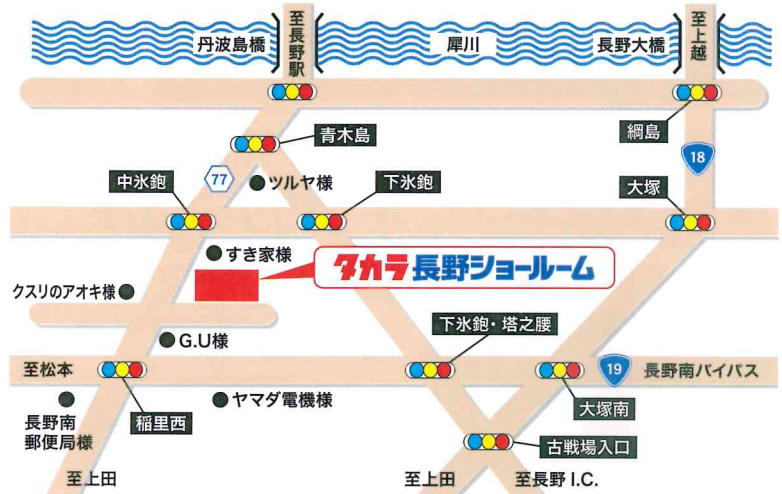 丹波島橋
至長野駅
犀川
長野大橋
至上越
青木島
綱島
18
77
ツルヤ様
中氷鉋
下氷鉋
大塚
すき家様
タカラ長野ショールーム
クスリのアオキ様
G.U様
下氷鉋・塔之腰
至松本
19
長野南バイパス
長野南
郵便局様
稲里西
ヤマダ電機様
大塚南
古戦場入口
至上田
至上田
至長野I.C.